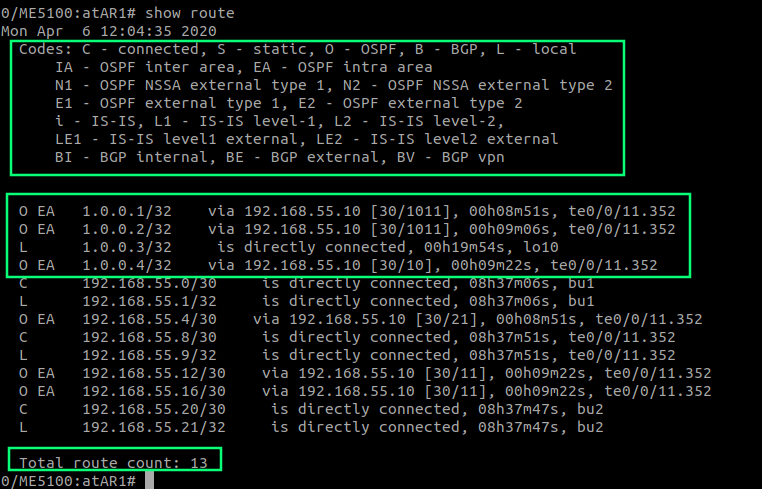 0/ME5100:atAR1# show route
Mon Apr  6 12:04:35 2020
  Codes: C - connected, S - static, O - OSPF, B - BGP, L - local
      IA - OSPF inter area, EA - OSPF intra area
      N1 - OSPF NSSA external type 1, N2 - OSPF NSSA external type 2
      E1 - OSPF external type 1, E2 - OSPF external type 2
      i - IS-IS, L1 - IS-IS level-1, L2 - IS-IS level-2,
      LE1 - IS-IS level1 external, LE2 - IS-IS level2 external
      BI - BGP internal, BE - BGP external, BV - BGP vpn

  O EA   1.0.0.1/32    via 192.168.55.10 [30/1011], 00h08m51s, te0/0/11.352
  O EA   1.0.0.2/32    via 192.168.55.10 [30/1011], 00h09m06s, te0/0/11.352
  L      1.0.0.3/32     is directly connected, 00h19m54s, lo10
  O EA   1.0.0.4/32    via 192.168.55.10 [30/10], 00h09m22s, te0/0/11.352
  C      192.168.55.0/30     is directly connected, 08h37m06s, bu1
  L      192.168.55.1/32     is directly connected, 08h37m06s, bu1
  O EA   192.168.55.4/30    via 192.168.55.10 [30/21], 00h08m51s, te0/0/11.352
  C      192.168.55.8/30     is directly connected, 08h37m51s, te0/0/11.352
  L      192.168.55.9/32     is directly connected, 08h37m51s, te0/0/11.352
  O EA   192.168.55.12/30    via 192.168.55.10 [30/11], 00h09m22s, te0/0/11.352
  O EA   192.168.55.16/30    via 192.168.55.10 [30/11], 00h09m22s, te0/0/11.352
  C      192.168.55.20/30     is directly connected, 08h37m47s, bu2
  L      192.168.55.21/32     is directly connected, 08h37m47s, bu2

  Total route count: 13
0/ME5100:atAR1#